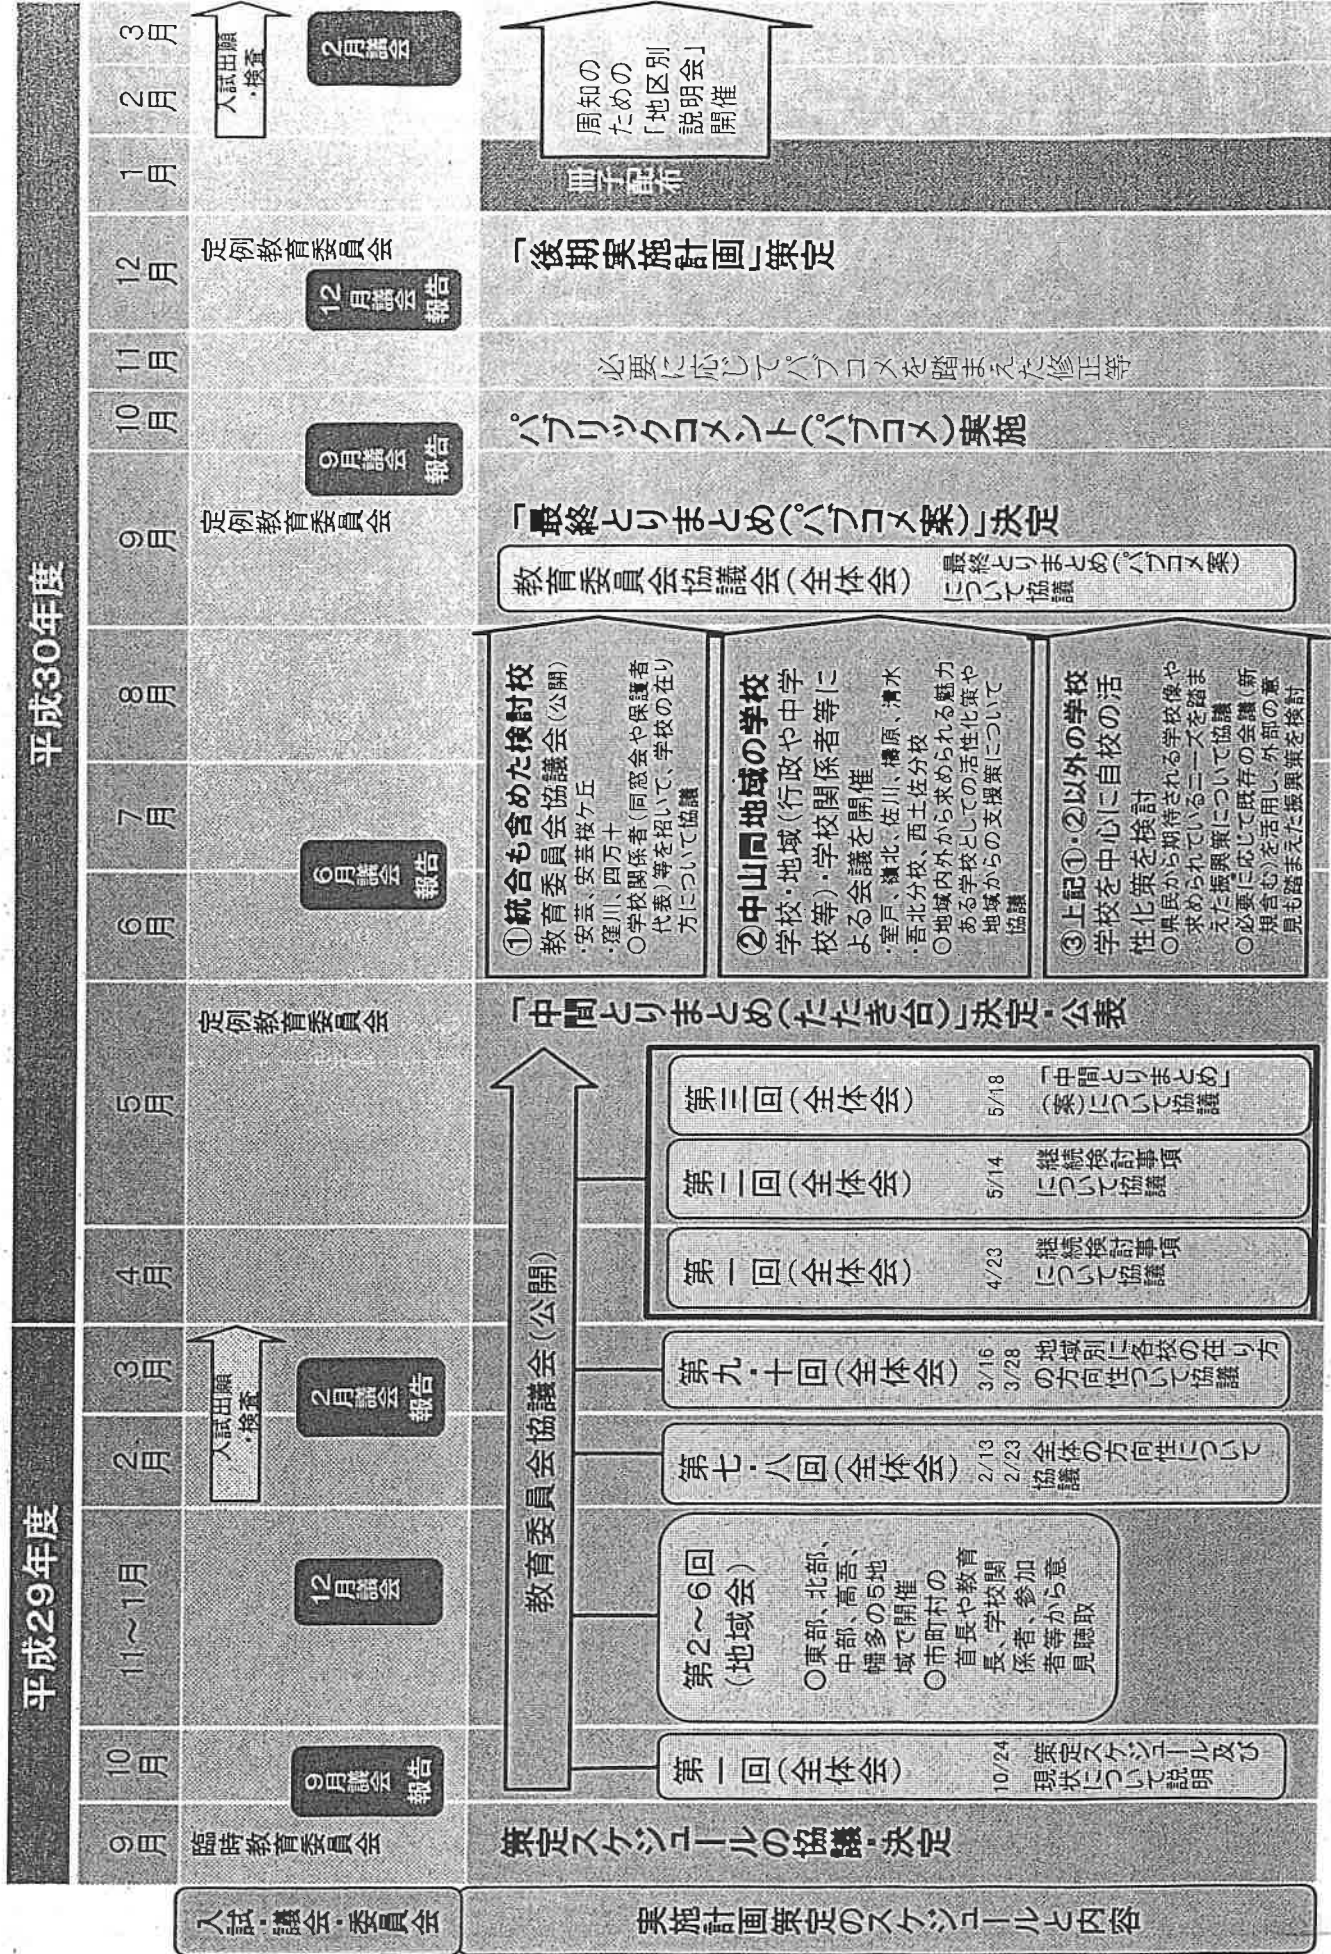 平成29年度
平成30年度
9月
10月
11~1月
2月
3月
4月
5月
6月
7月
8月
9月
10月
11月
12月
1月
2月
3月
入試・議会・委員会
臨時教育委員会
9月議会
報告
12月議会
入試出願
・検査
2月議会
報告
定例教育委員会
6月議会
報告
定例教育委員会
9月議会
報告
定例教育委員会
12
月議会
報告
入試出願
・検査
2月議会
実施計画策定のスケジュールと内容
策定スケジュールの協議・決定
教育委員会協議会(公開)
第一回(全体会)
10/24
策定スケジュール及び
現状について説明
第2~6回
(地域会)
○東部、北部、
中部、高吾、
幡多の5地
域で開催
○市町村の
首長や教育
長、学校関
係者、参加
者等から意
見聴取
第七・八回(全体会)
2/13
2/23
全体の方向性について
協議
第九・十回(全体会)
3/16
3/28
地域別に各校の在り方
の方向性ついて協議
第一回(全体会)
4/23
継続検討事項
について協議
第二回(全体会)
5/14
継続検討事項
について協議
第三回(全体会)
5/18
「中間とりまとめ」
(案)について協議
「中間とりまとめ(たたき台)」決定・公表
①統合も含めた検討校
教育委員会協議会(公開)
・安芸、安芸桜ケ丘
・窪川、四万十
○学校関係者(同窓会や保護者
代表)等を招いて、学校の在り
方について協議
②中山間地域の学校
学校・地域(行政や中学
校等)・学校関係者等に
よる会議を開催
・室戸、嶺北、佐川、檮原、清水
・吾北分校、西土佐分校
○地域内外から求められる魅力
ある学校としての活性化策や
地域からの支援策について
協議
③上記①・②以外の学校
学校を中心に自校の活
性化策を検討
○県民から期待される学校像や
求められているニーズを踏ま
えた振興策について協議
○必要に応じて既存の会議(新
規含む)を活用し、外部の意
見も踏まえた振興策を検討
教育委員会協議会(全体会)
最終とりまとめ(パブコメ案)
について協議
「最終とりまとめ(パブコメ案)」決定
パブリックコメント(パブコメ)実施
必要に応じてパブコメを踏まえた修正等
「後期実施計画」策定
冊子配布
周知の
ための
「地区別
説明会」
開催